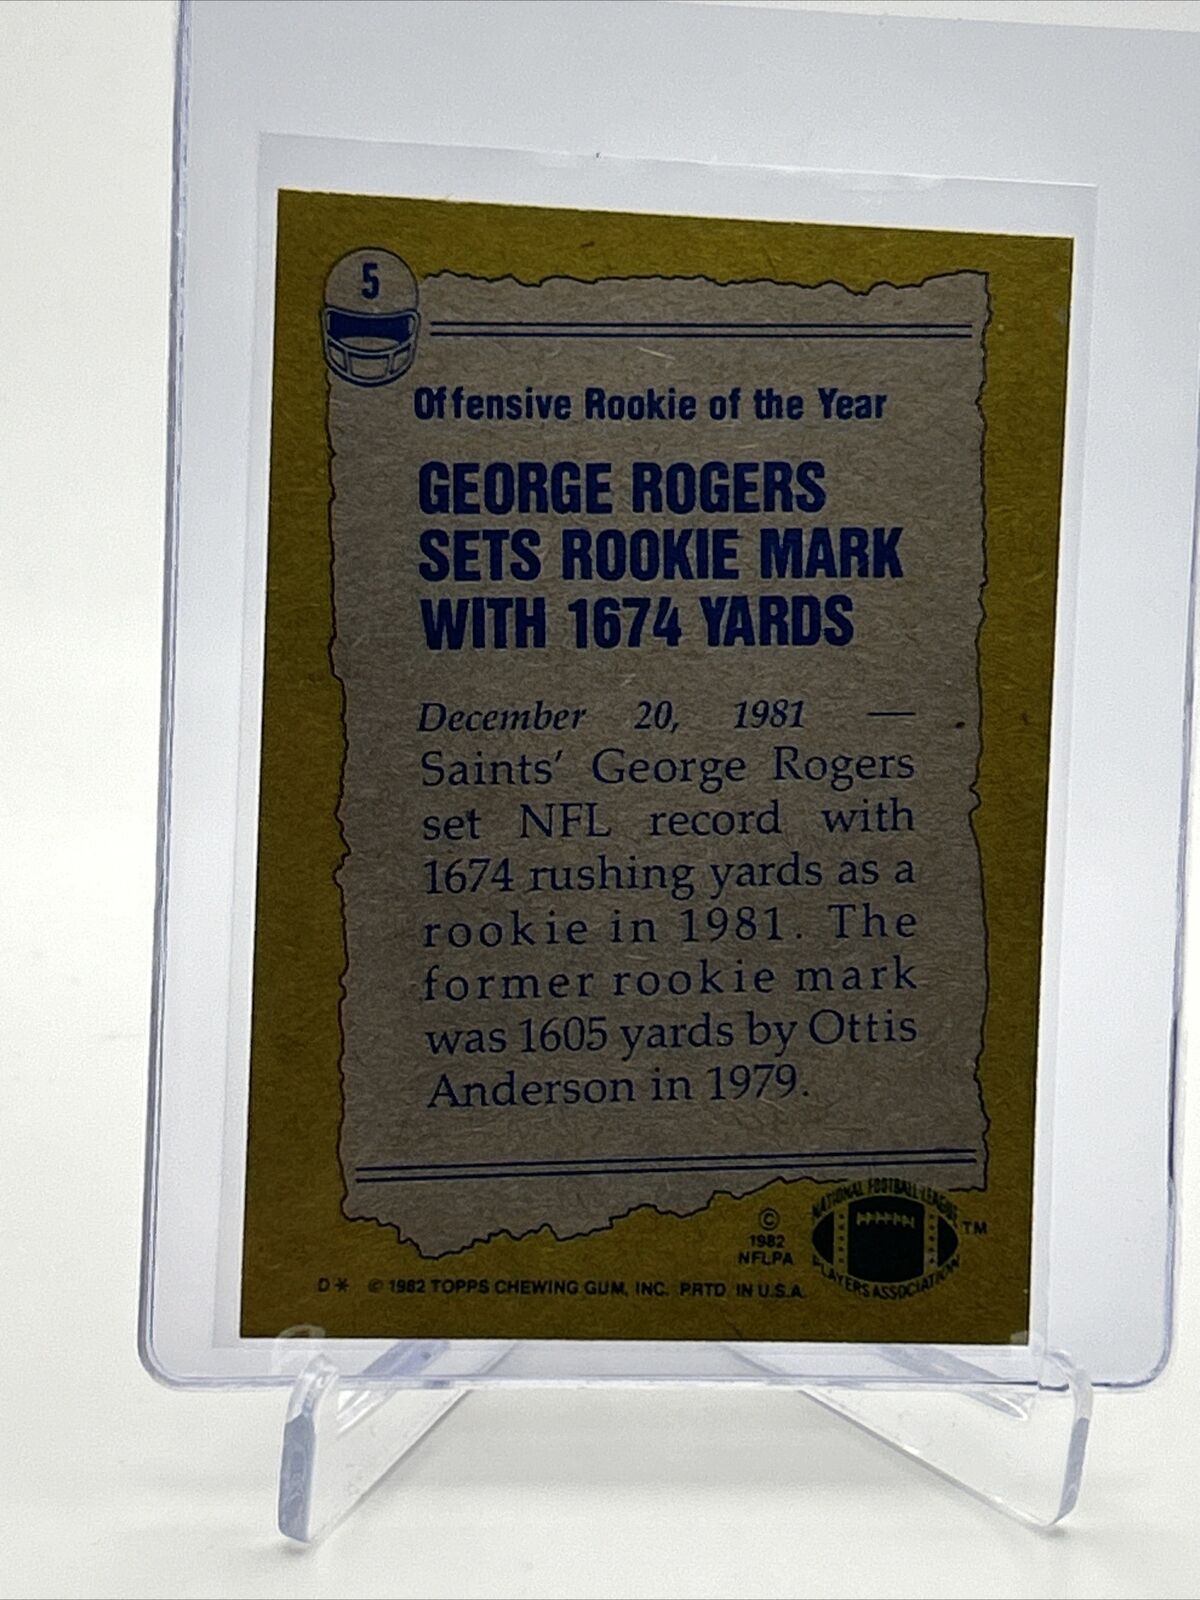 5
Offensive Rookie of the Year
GEORGE ROGERS
SETS ROOKIE MARK
WITH 1674 YARDS
December 20, 1981 —
Saints' George Rogers
set NFL record with
1674 rushing yards as a
rookie in 1981. The
former rookie mark
was 1605 yards by Ottis
Anderson in 1979.
NATIONAL FOOTBALL LEAGUE
PLAYERS ASSOCIATION
TM
©
1982
NFLPA
D* © 1982 TOPPS CHEWING GUM, INC. PRTD. IN U.S.A.